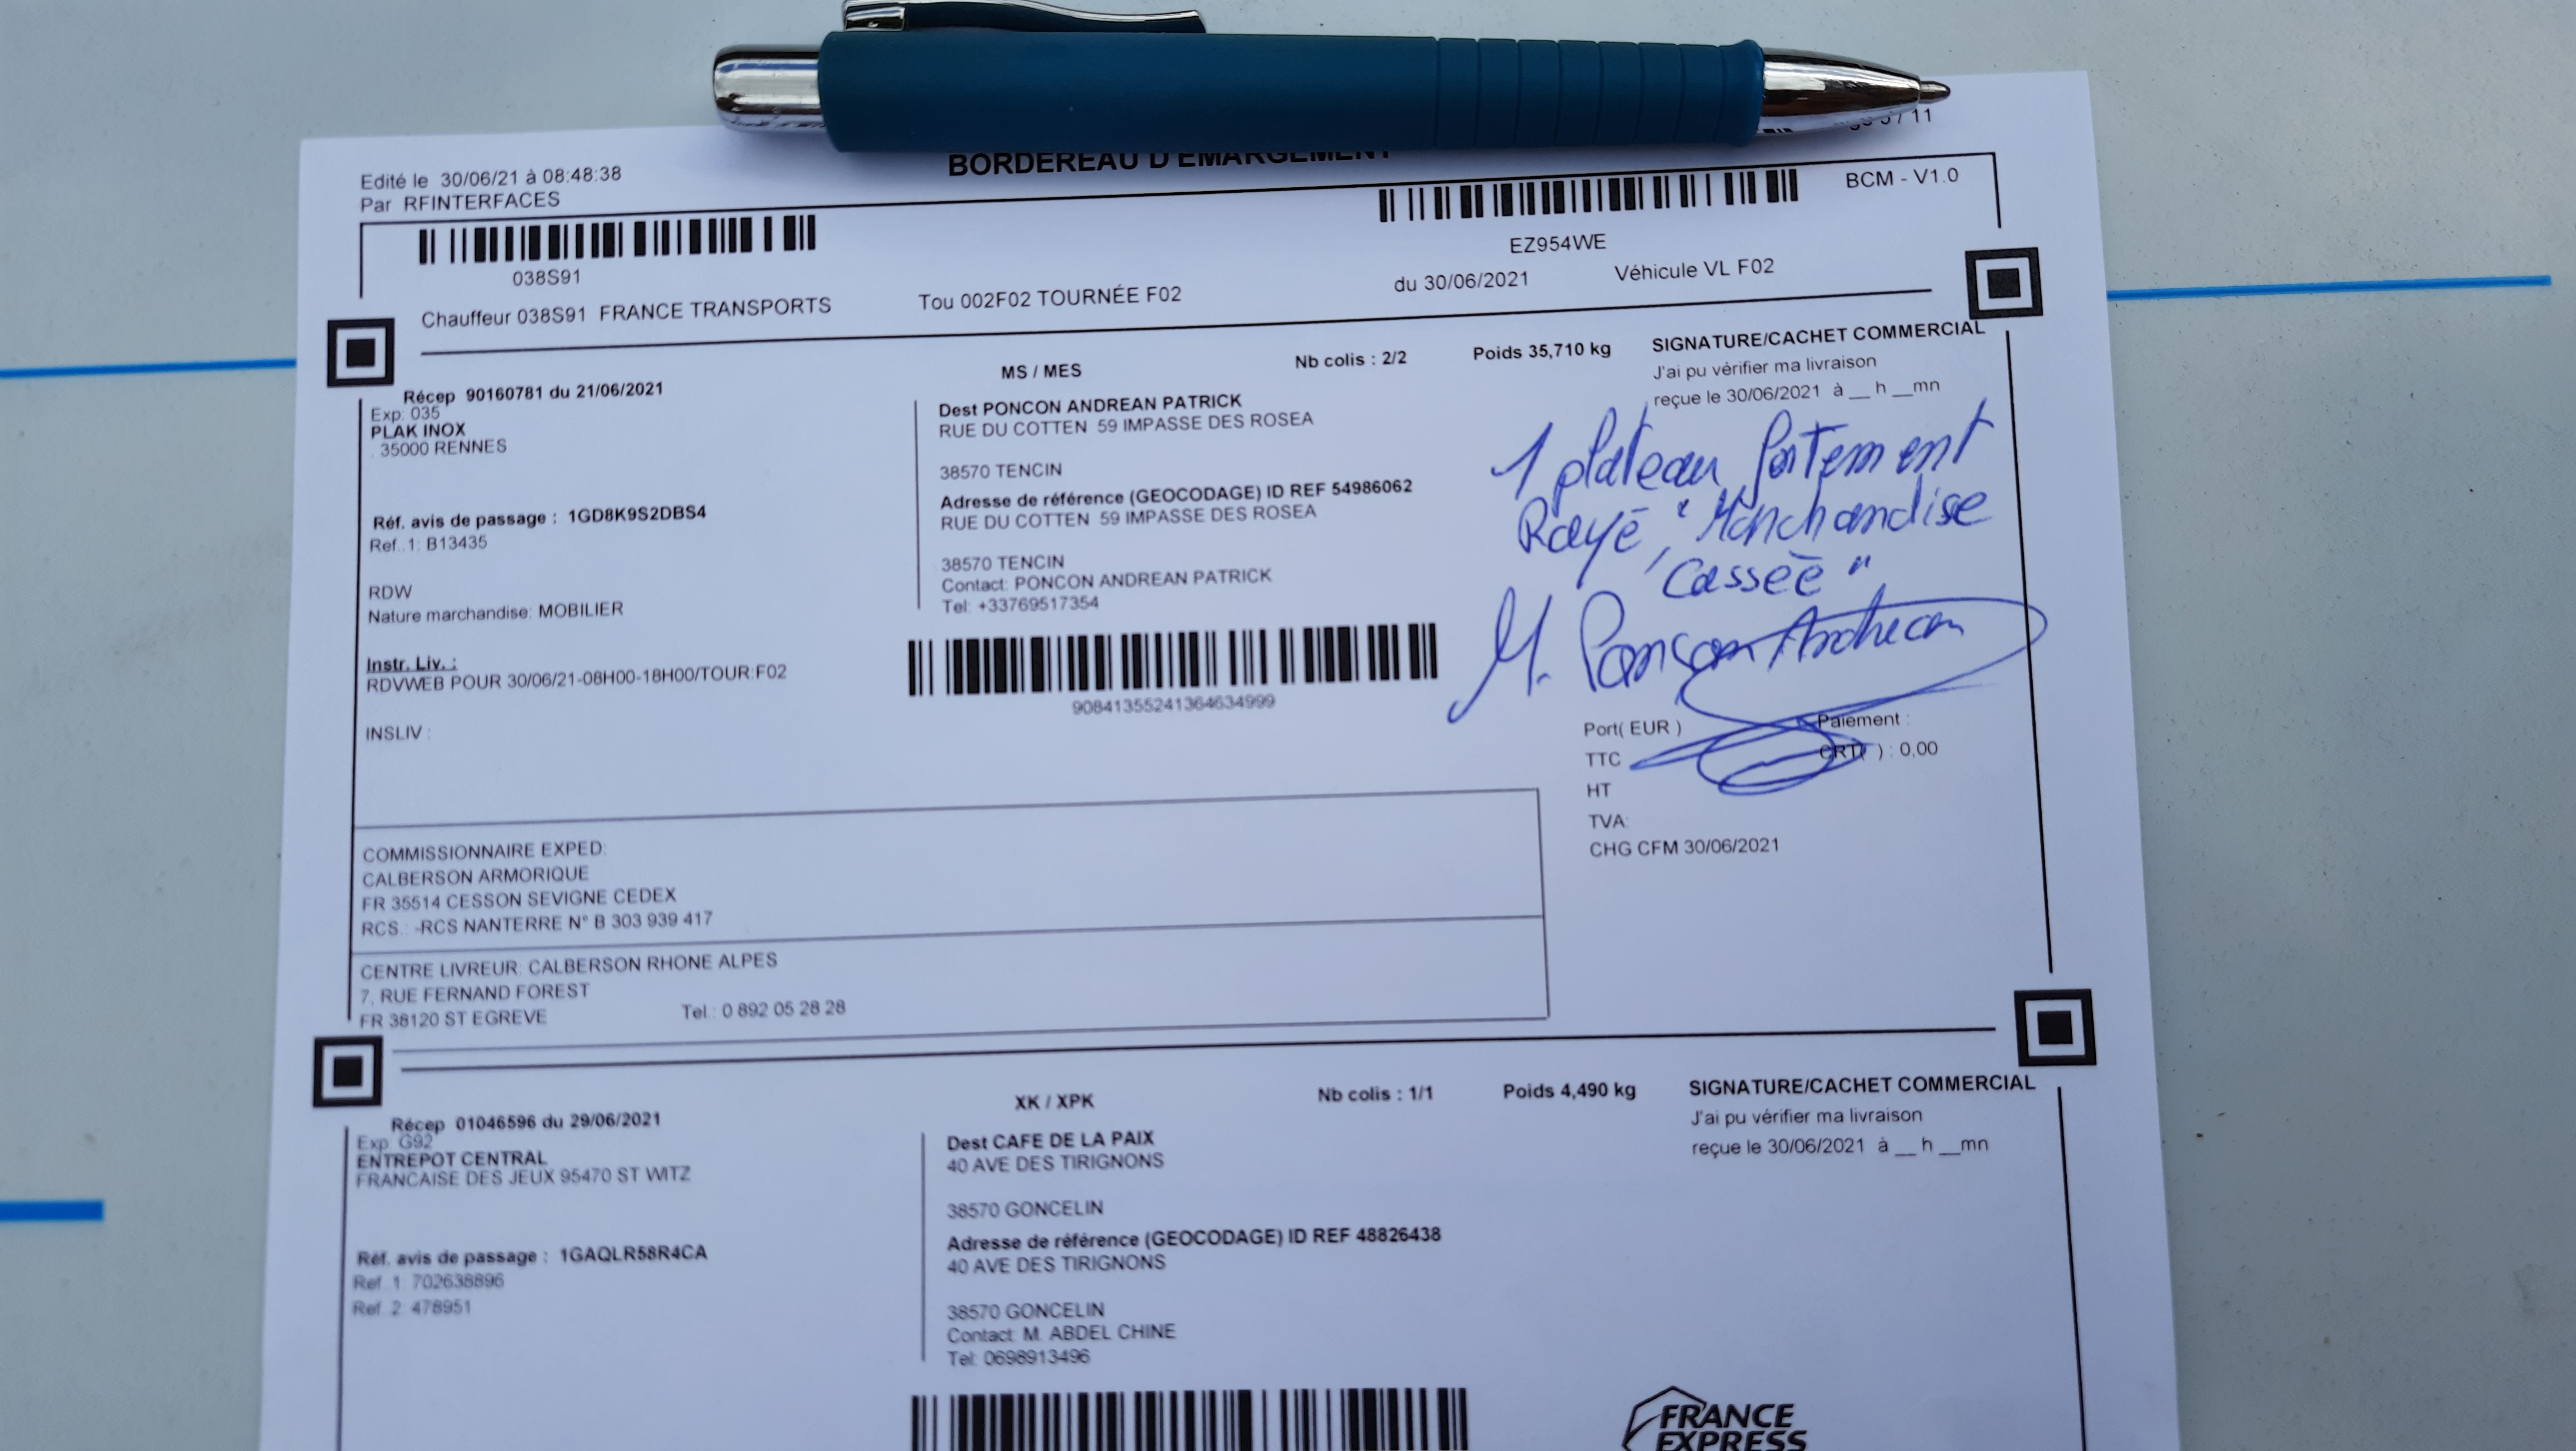 BORDEREAU D'EMARGEMENT
Edité le 30/06/21 à 08:48:38
Par RFINTERFACES
/ 11
BCM - V1.0
038S91
EZ954WE
Chauffeur 038S91 FRANCE TRANSPORTS
Tou 002F02 TOURNÉE F02
du 30/06/2021
Véhicule VL F02
MS / MES
Nb colis : 2/2
Poids 35,710 kg
SIGNATURE/CACHET COMMERCIAL
J'ai pu vérifier ma livraison
reçue le 30/06/2021 à __ h __mn
Récep 90160781 du 21/06/2021
Exp: 035
PLAK INOX
. 35000 RENNES
Réf. avis de passage : 1GD8K9S2DBS4
Ref. 1: B13435
RDW
Nature marchandise: MOBILIER
Instr. Liv. :
RDVWEB POUR 30/06/21-08H00-18H00/TOUR:F02
INSLIV :
Dest PONCON ANDREAN PATRICK
RUE DU COTTEN 59 IMPASSE DES ROSEA
38570 TENCIN
Adresse de référence (GEOCODAGE) ID REF 54986062
RUE DU COTTEN 59 IMPASSE DES ROSEA
38570 TENCIN
Contact: PONCON ANDREAN PATRICK
Tel: +33769517354
90841355241364634999
1 plateau fortement
Rayé, "Marchandise
Cassée"
M. Ponçon Andrean
Port( EUR )
Paiement :
TTC
CRT( ) : 0,00
HT
TVA:
CHG CFM 30/06/2021
COMMISSIONNAIRE EXPED:
CALBERSON ARMORIQUE
FR 35514 CESSON SEVIGNE CEDEX
RCS.: -RCS NANTERRE N° B 303 939 417
CENTRE LIVREUR: CALBERSON RHONE ALPES
7, RUE FERNAND FOREST
FR 38120 ST EGREVE
Tel : 0 892 05 28 28
XK / XPK
Nb colis : 1/1
Poids 4,490 kg
SIGNATURE/CACHET COMMERCIAL
J'ai pu vérifier ma livraison
reçue le 30/06/2021 à __ h __mn
Récep 01046596 du 29/06/2021
Exp: G92
ENTREPOT CENTRAL
FRANCAISE DES JEUX 95470 ST WITZ
Réf. avis de passage : 1GAQLR58R4CA
Ref. 1: 702638896
Ref. 2: 478951
Dest CAFE DE LA PAIX
40 AVE DES TIRIGNONS
38570 GONCELIN
Adresse de référence (GEOCODAGE) ID REF 48826438
40 AVE DES TIRIGNONS
38570 GONCELIN
Contact: M. ABDEL CHINE
Tel: 0698913496
FRANCE
EXPRESS